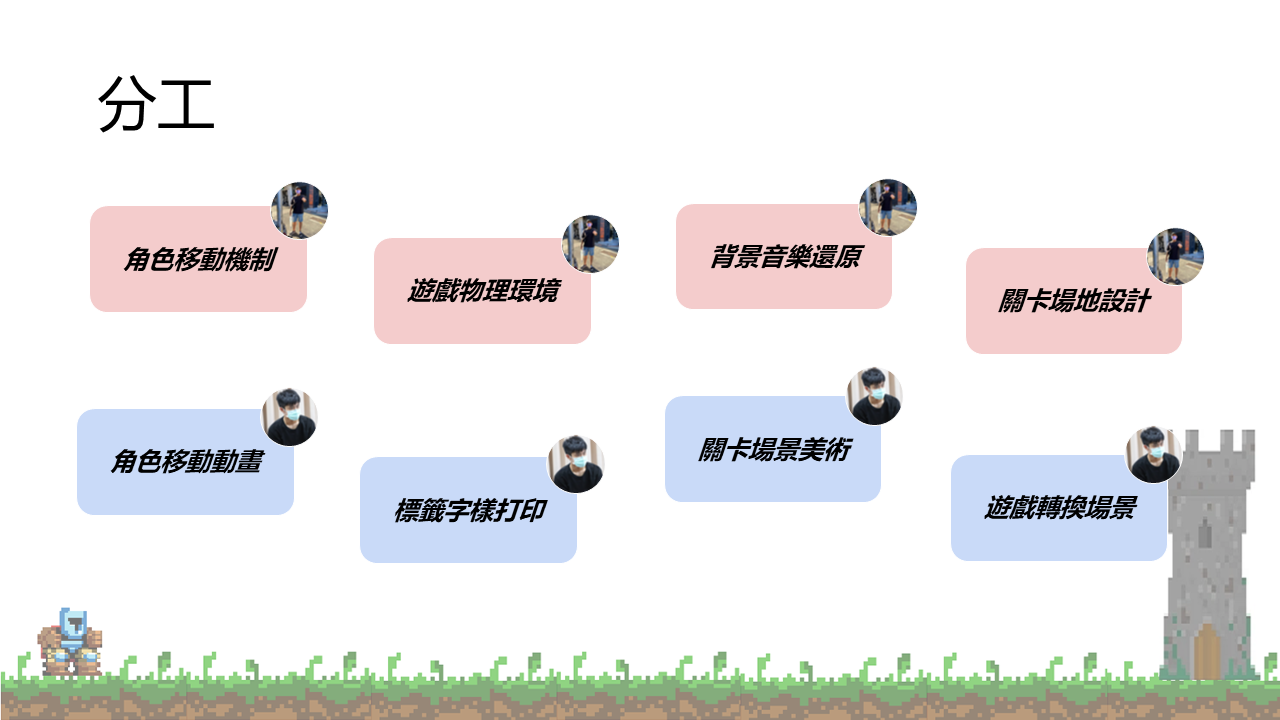 分工
角色移動機制
遊戲物理環境
背景音樂還原
關卡場地設計
角色移動動畫
標籤字樣打印
關卡場景美術
遊戲轉換場景